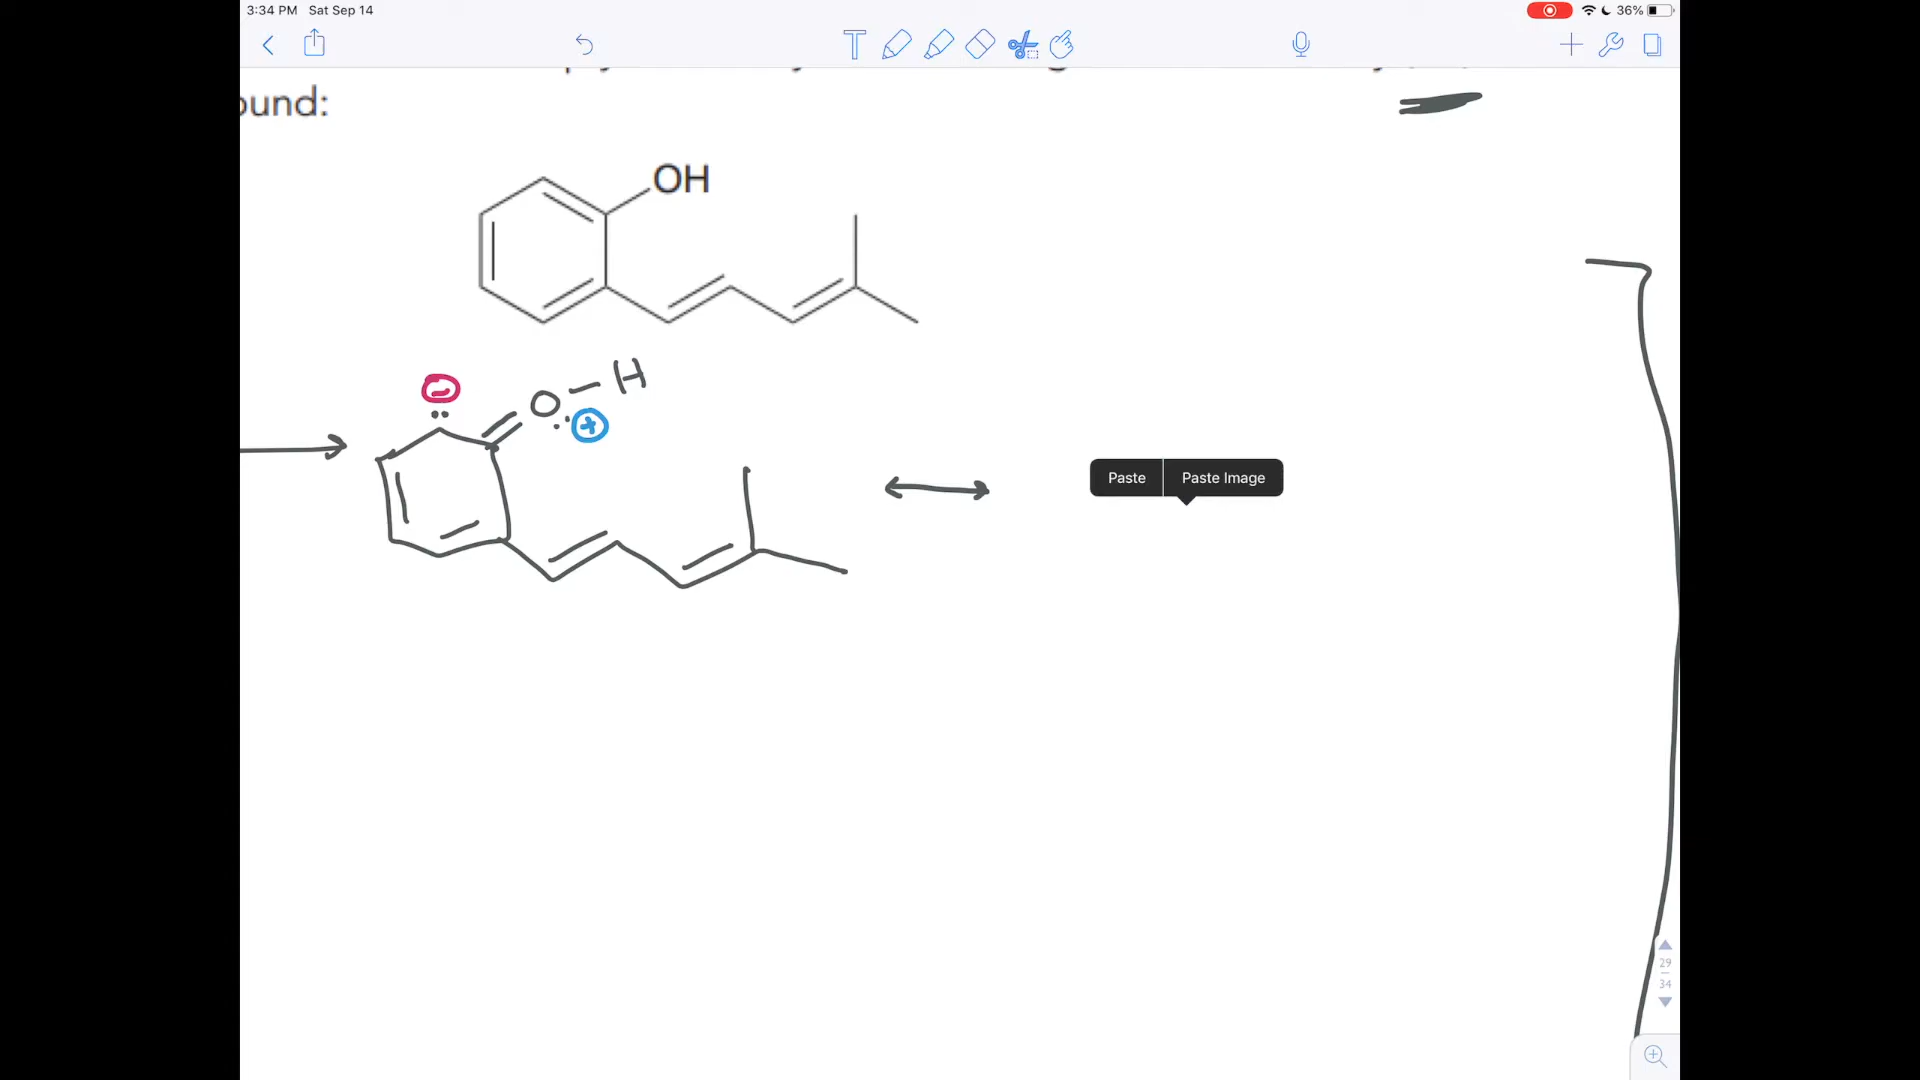 3:34 PM Sat Sep 14
36%
T
ound:
OH
O - H
+
Paste
Paste Image
29
34